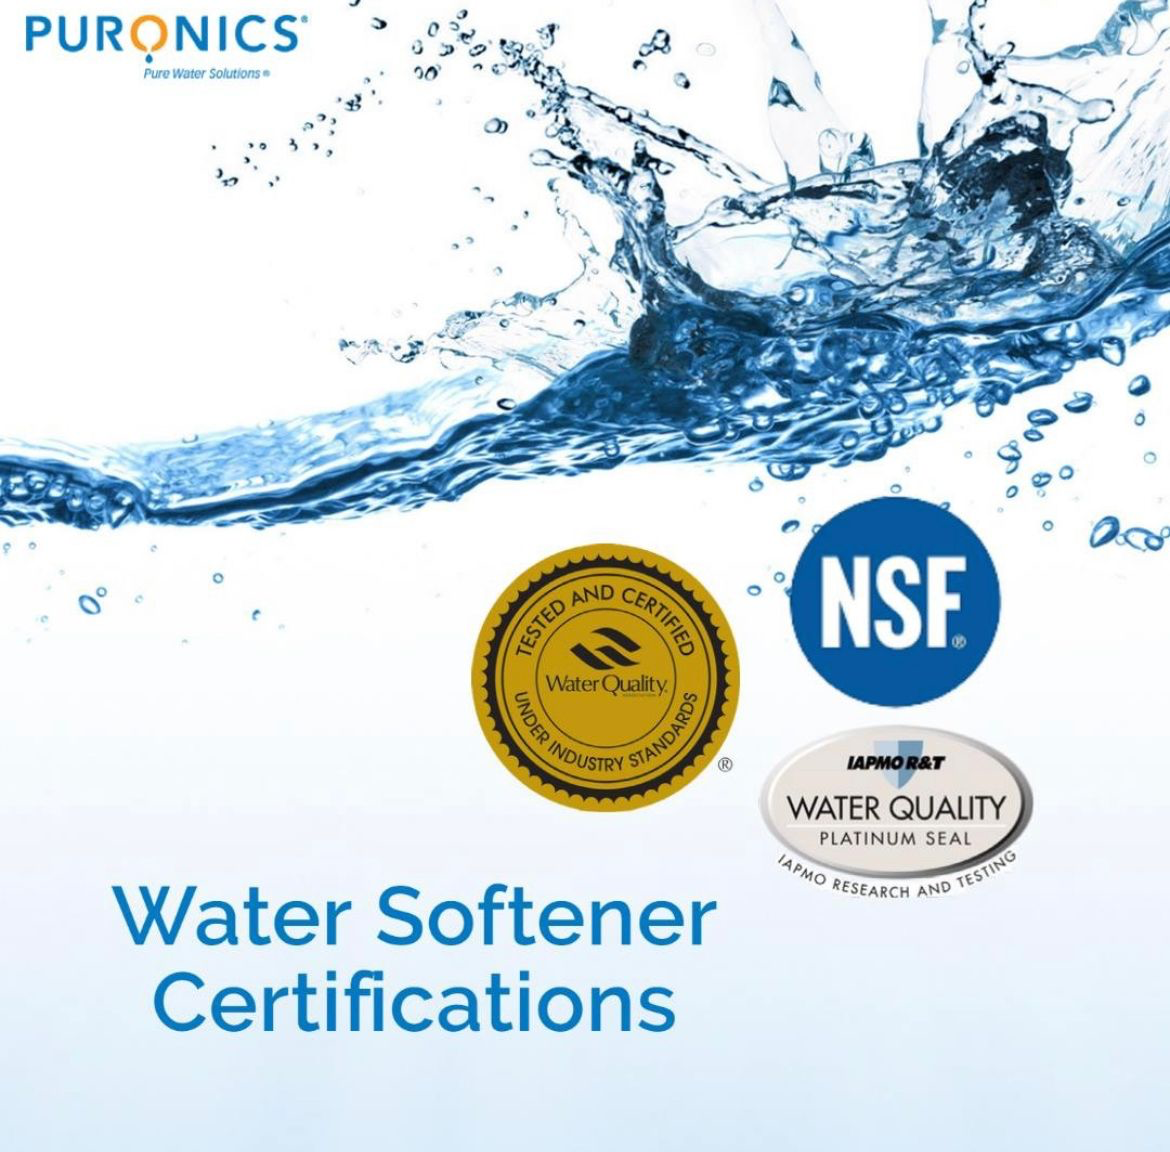 PURONICS®
Pure Water Solutions®
TESTED AND CERTIFIED
Water Quality
UNDER INDUSTRY STANDARDS
®
NSF®
IAPMO R&T
WATER QUALITY
PLATINUM SEAL
IAPMO RESEARCH AND TESTING
Water Softener
Certifications